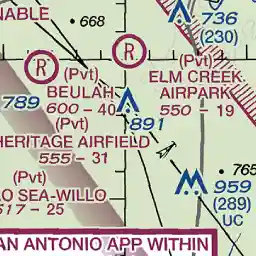 NABLE
668
736
(230)
R
R
(Pvt)
(Pvt)
BEULAH
ELM CREEK
AIRPARK
789
600 - 40
550 - 19
(Pvt)
891
HERITAGE AIRFIELD
555 - 31
(Pvt)
765
O SEA-WILLO
959
517 - 25
(289)
UC
AN ANTONIO APP WITHIN